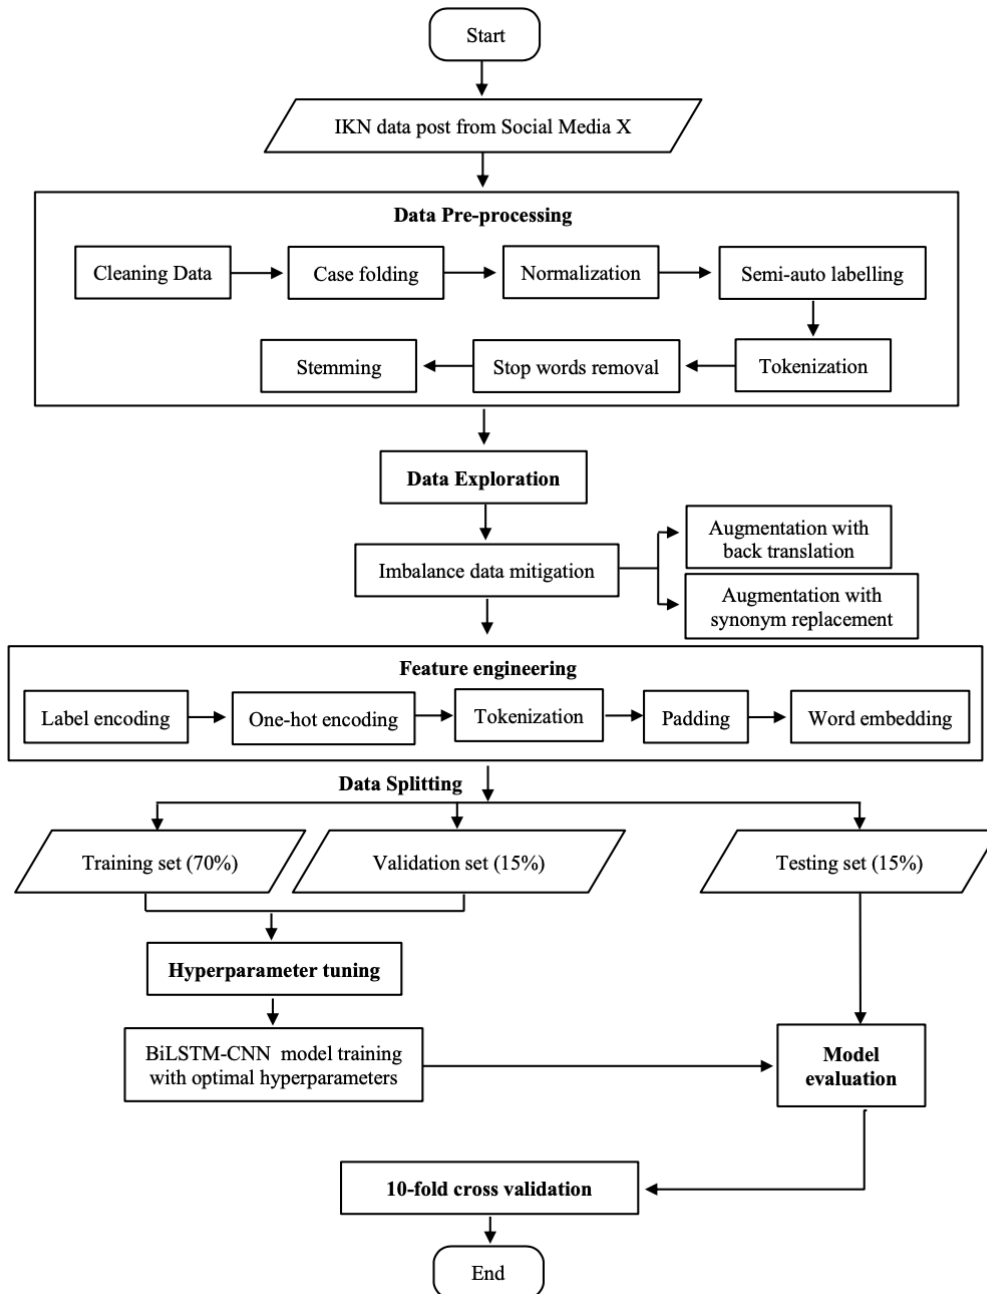 Start
IKN data post from Social Media X
Data Pre-processing
Cleaning Data
Case folding
Normalization
Semi-auto labelling
Stemming
Stop words removal
Tokenization
Data Exploration
Imbalance data mitigation
Augmentation with
back translation
Augmentation with
synonym replacement
Feature engineering
Label encoding
One-hot encoding
Tokenization
Padding
Word embedding
Data Splitting
Training set (70%)
Validation set (15%)
Testing set (15%)
Hyperparameter tuning
BiLSTM-CNN model training
with optimal hyperparameters
Model
evaluation
10-fold cross validation
End